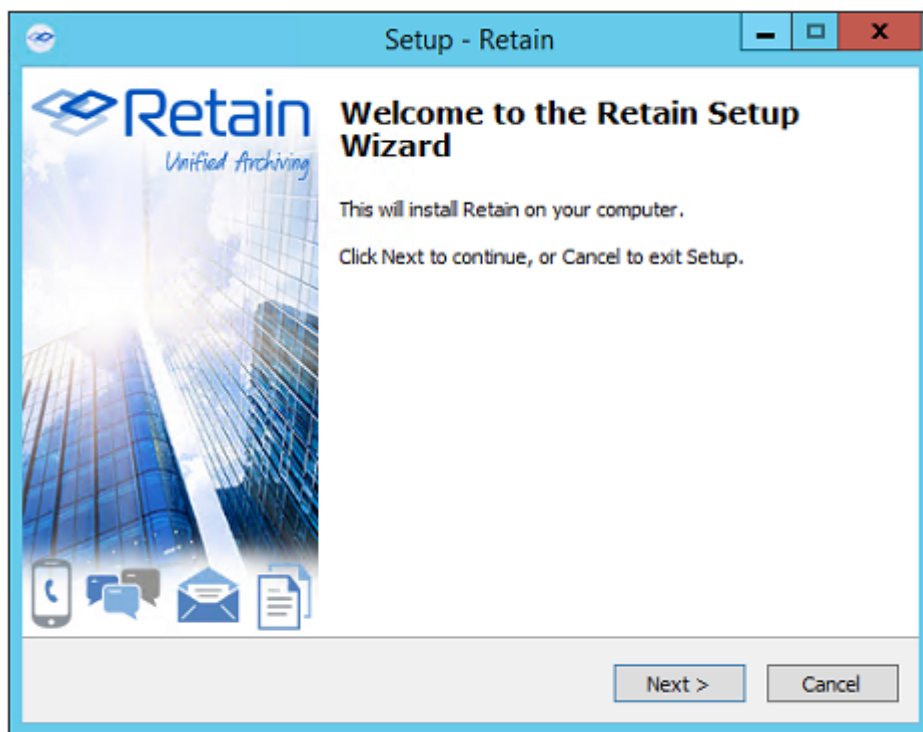 Setup - Retain
Retain
Unified Archiving
Welcome to the Retain Setup
Wizard
This will install Retain on your computer.
Click Next to continue, or Cancel to exit Setup.
Next >
Cancel